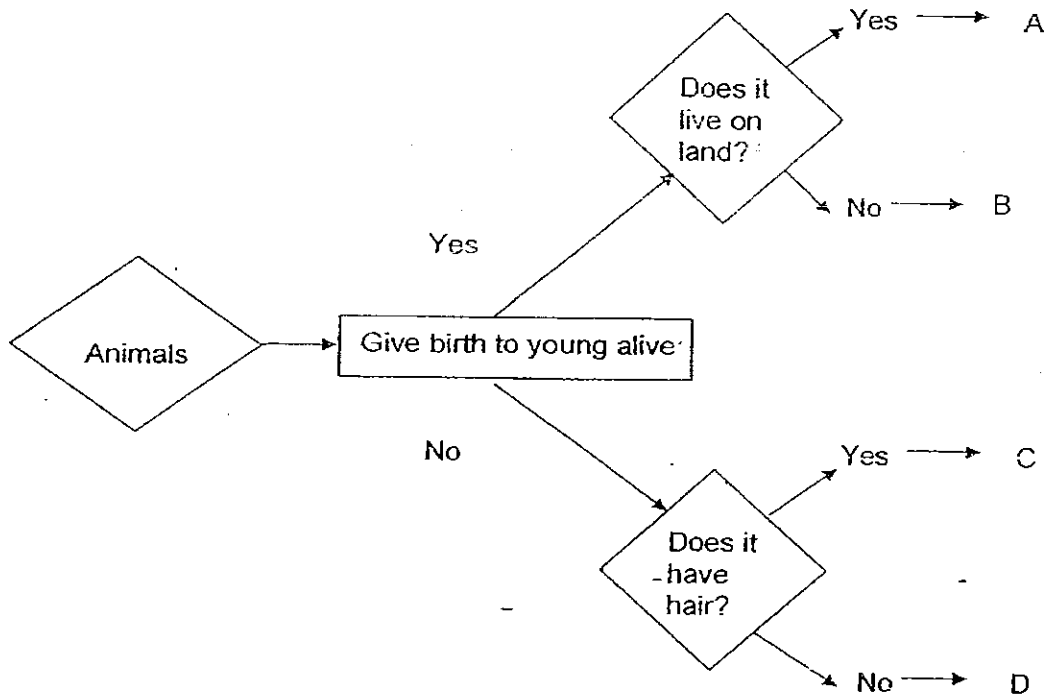 Yes A
Does it
live on
land?
No B
Yes
Animals
Give birth to young alive
No
Yes C
Does it
have
hair?
No D